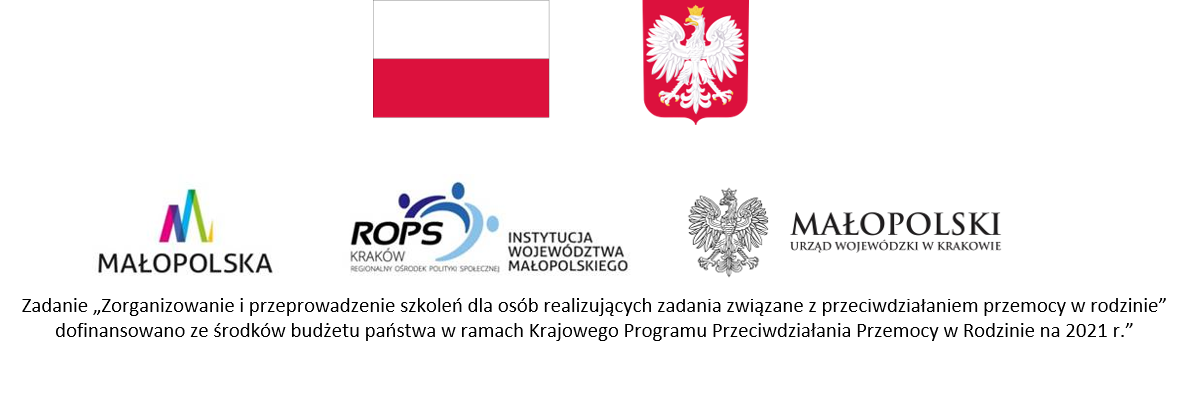 MAŁOPOLSKA
ROPS
KRAKÓW
REGIONALNY OŚRODEK POLITYKI SPOŁECZNEJ
INSTYTUCJA
WOJEWÓDZTWA
MAŁOPOLSKIEGO
MAŁOPOLSKI
URZĄD WOJEWÓDZKI W KRAKOWIE
Zadanie „Zorganizowanie i przeprowadzenie szkoleń dla osób realizujących zadania związane z przeciwdziałaniem przemocy w rodzinie”
dofinansowano ze środków budżetu państwa w ramach Krajowego Programu Przeciwdziałania Przemocy w Rodzinie na 2021 r.”